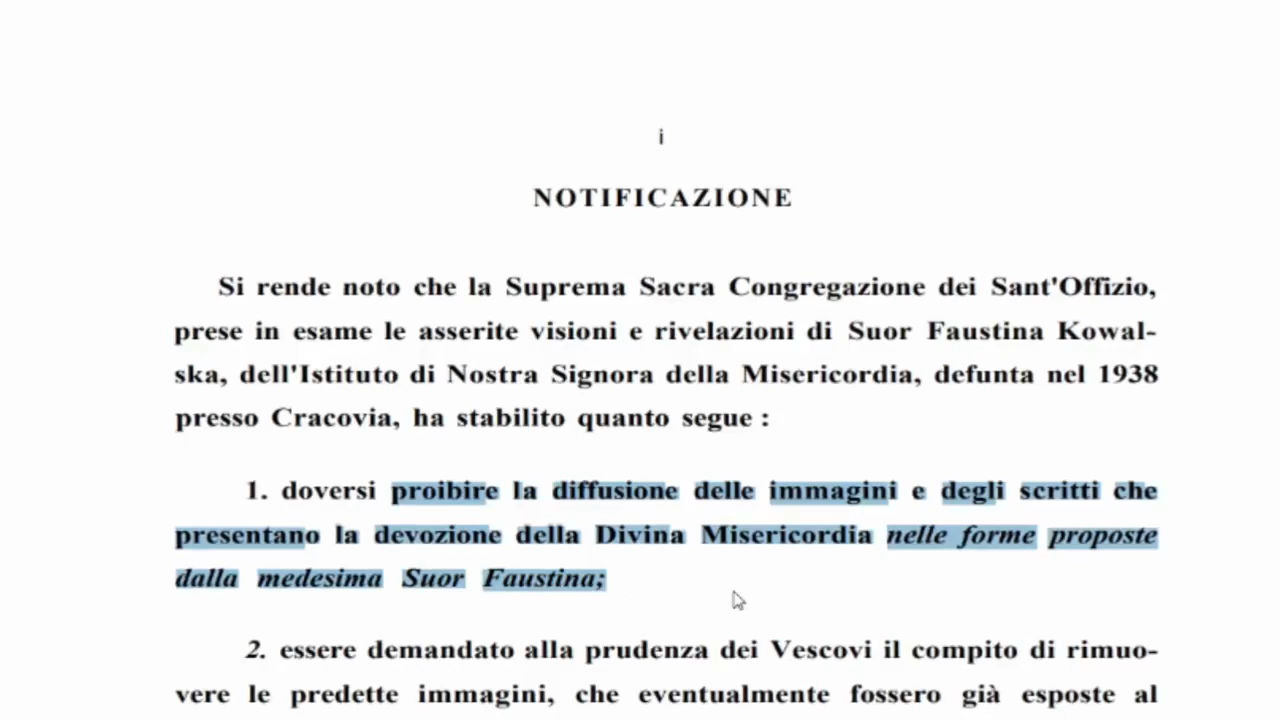 i
NOTIFICAZIONE
Si rende noto che la Suprema Sacra Congregazione dei Sant'Offizio,
prese in esame le asserite visioni e rivelazioni di Suor Faustina Kowal-
ska, dell'Istituto di Nostra Signora della Misericordia, defunta nel 1938
presso Cracovia, ha stabilito quanto segue :
1. doversi proibire la diffusione delle immagini e degli scritti che
presentano la devozione della Divina Misericordia nelle forme proposte
dalla medesima Suor Faustina;
2. essere demandato alla prudenza dei Vescovi il compito di rimuo-
vere le predette immagini, che eventualmente fossero già esposte al